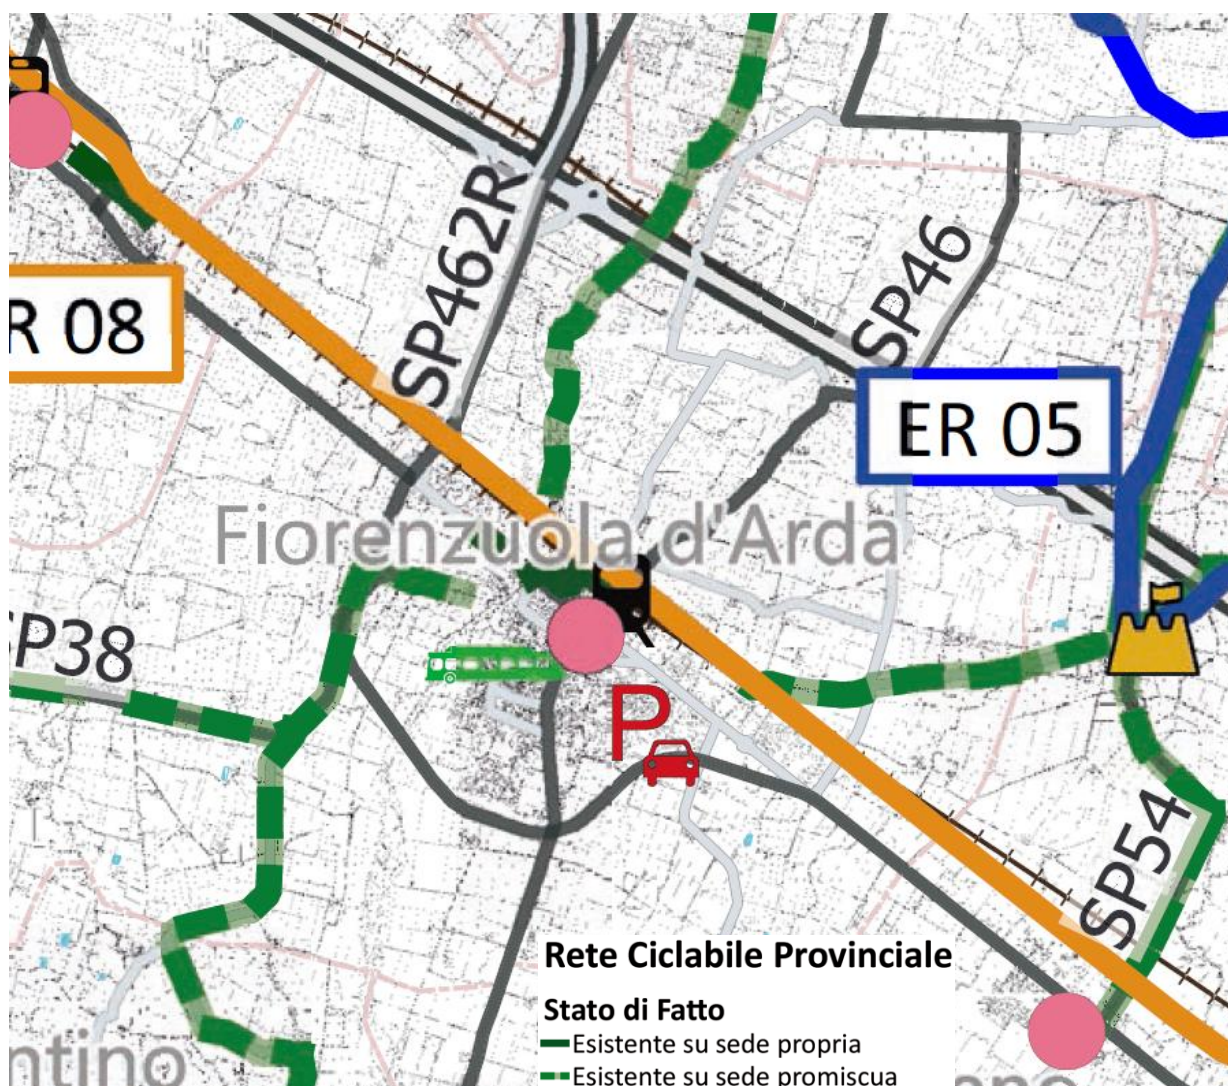 SP462R
SP46
R 08
ER 05
Fiorenzuola d'Arda
P38
P
SP54
Rete Ciclabile Provinciale
Stato di Fatto
Esistente su sede propria
Esistente su sede promiscua
ntino